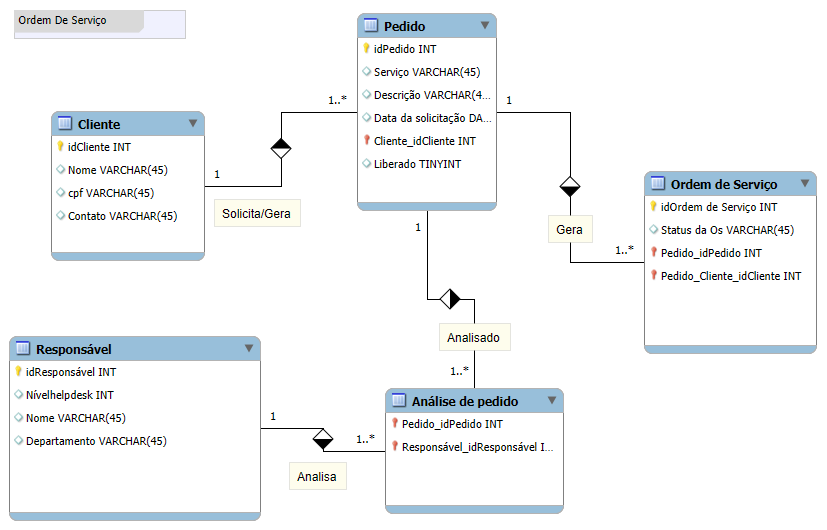 Ordem De Serviço
Pedido
idPedido INT
Serviço VARCHAR(45)
Descrição VARCHAR(4...
Data da solicitação DA...
Cliente_idCliente INT
Liberado TINYINT
1..*
1
Cliente
idCliente INT
Nome VARCHAR(45)
cpf VARCHAR(45)
Contato VARCHAR(45)
1
Solicita/Gera
Ordem de Serviço
idOrdem de Serviço INT
Status da Os VARCHAR(45)
Pedido_idPedido INT
Pedido_Cliente_idCliente INT
Gera
1..*
1
Analisado
1..*
Responsável
idResponsável INT
Nívelhelpdesk INT
Nome VARCHAR(45)
Departamento VARCHAR(45)
1
1..*
Analisa
Análise de pedido
Pedido_idPedido INT
Responsável_idResponsável I...